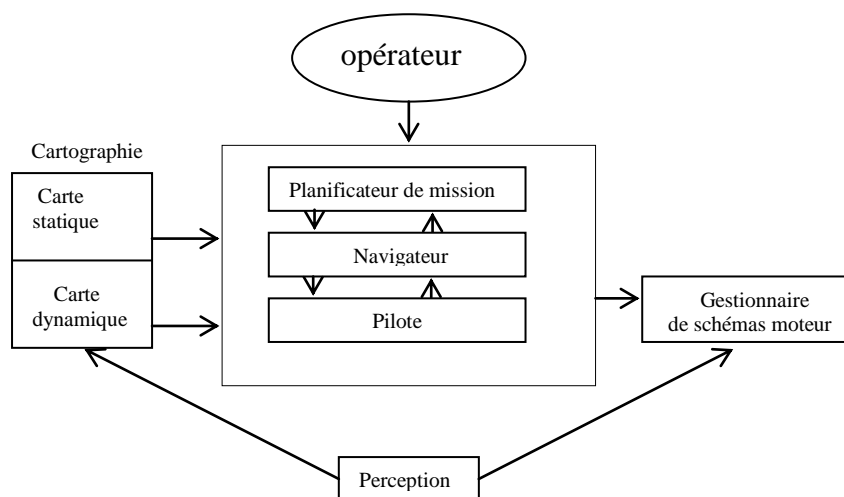 opérateur
Cartographie
Carte
statique
Carte
dynamique
Planificateur de mission
Navigateur
Pilote
Gestionnaire
de schémas moteur
Perception